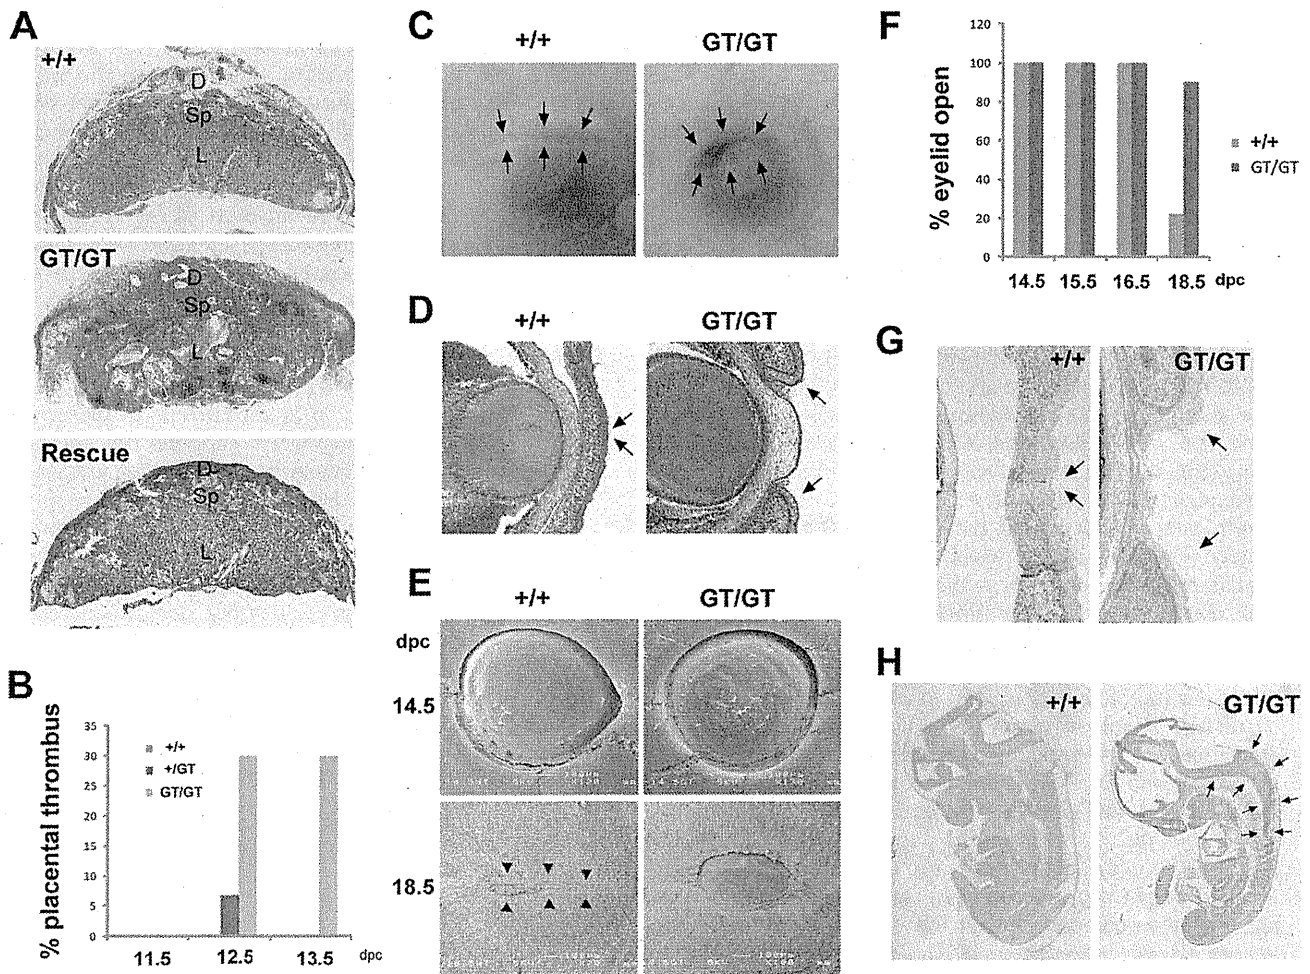 A
+/+
D
Sp
L
GT/GT
D
Sp
L
Rescue
D
Sp
L
B
% placental thrombus
35
30
25
20
15
10
5
0
+/+
+/GT
GT/GT
11.5 12.5 13.5 dpc
C
+/+ GT/GT
D
+/+ GT/GT
E
+/+ GT/GT
dpc
14.5
18.5
F
% eyelid open
120
100
80
60
40
20
0
+/+
GT/GT
14.5 15.5 16.5 18.5 dpc
G
+/+ GT/GT
H
+/+ GT/GT